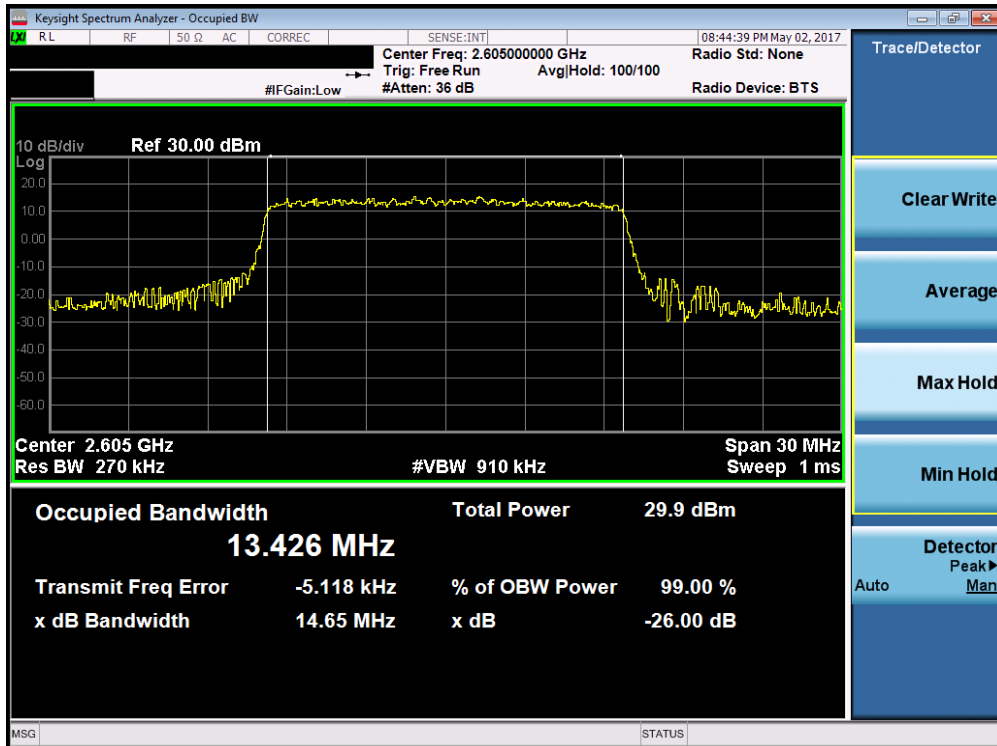 Keysight Spectrum Analyzer - Occupied BW
LXI RL RF 50 Ω AC CORREC SENSE:INT 08:44:39 PM May 02, 2017
Center Freq: 2.605000000 GHz Radio Std: None
Trig: Free Run Avg|Hold: 100/100
#IFGain:Low #Atten: 36 dB Radio Device: BTS
10 dB/div Ref 30.00 dBm
Log
20.0
10.0
0.00
-10.0
-20.0
-30.0
-40.0
-50.0
-60.0
Center 2.605 GHz Span 30 MHz
Res BW 270 kHz #VBW 910 kHz Sweep 1 ms
Occupied Bandwidth Total Power 29.9 dBm
13.426 MHz
Transmit Freq Error -5.118 kHz % of OBW Power 99.00 %
x dB Bandwidth 14.65 MHz x dB -26.00 dB
MSG STATUS
Trace/Detector
Clear Write
Average
Max Hold
Min Hold
Detector
Peak▶
Auto Man